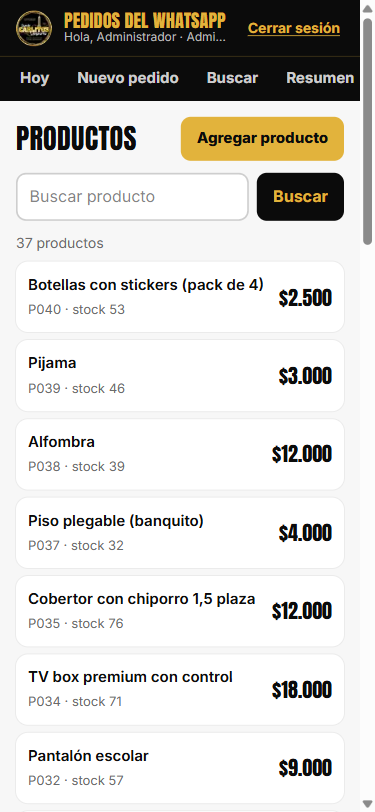 PEDIDOS DEL WHATSAPP
Hola, Administrador · Admi...
Cerrar sesión
Hoy Nuevo pedido Buscar Resumen
PRODUCTOS
Agregar producto
Buscar producto
Buscar
37 productos
Botellas con stickers (pack de 4)
P040 · stock 53
$2.500
Pijama
P039 · stock 46
$3.000
Alfombra
P038 · stock 39
$12.000
Piso plegable (banquito)
P037 · stock 32
$4.000
Cobertor con chiporro 1,5 plaza
P035 · stock 76
$12.000
TV box premium con control
P034 · stock 71
$18.000
Pantalón escolar
P032 · stock 57
$9.000